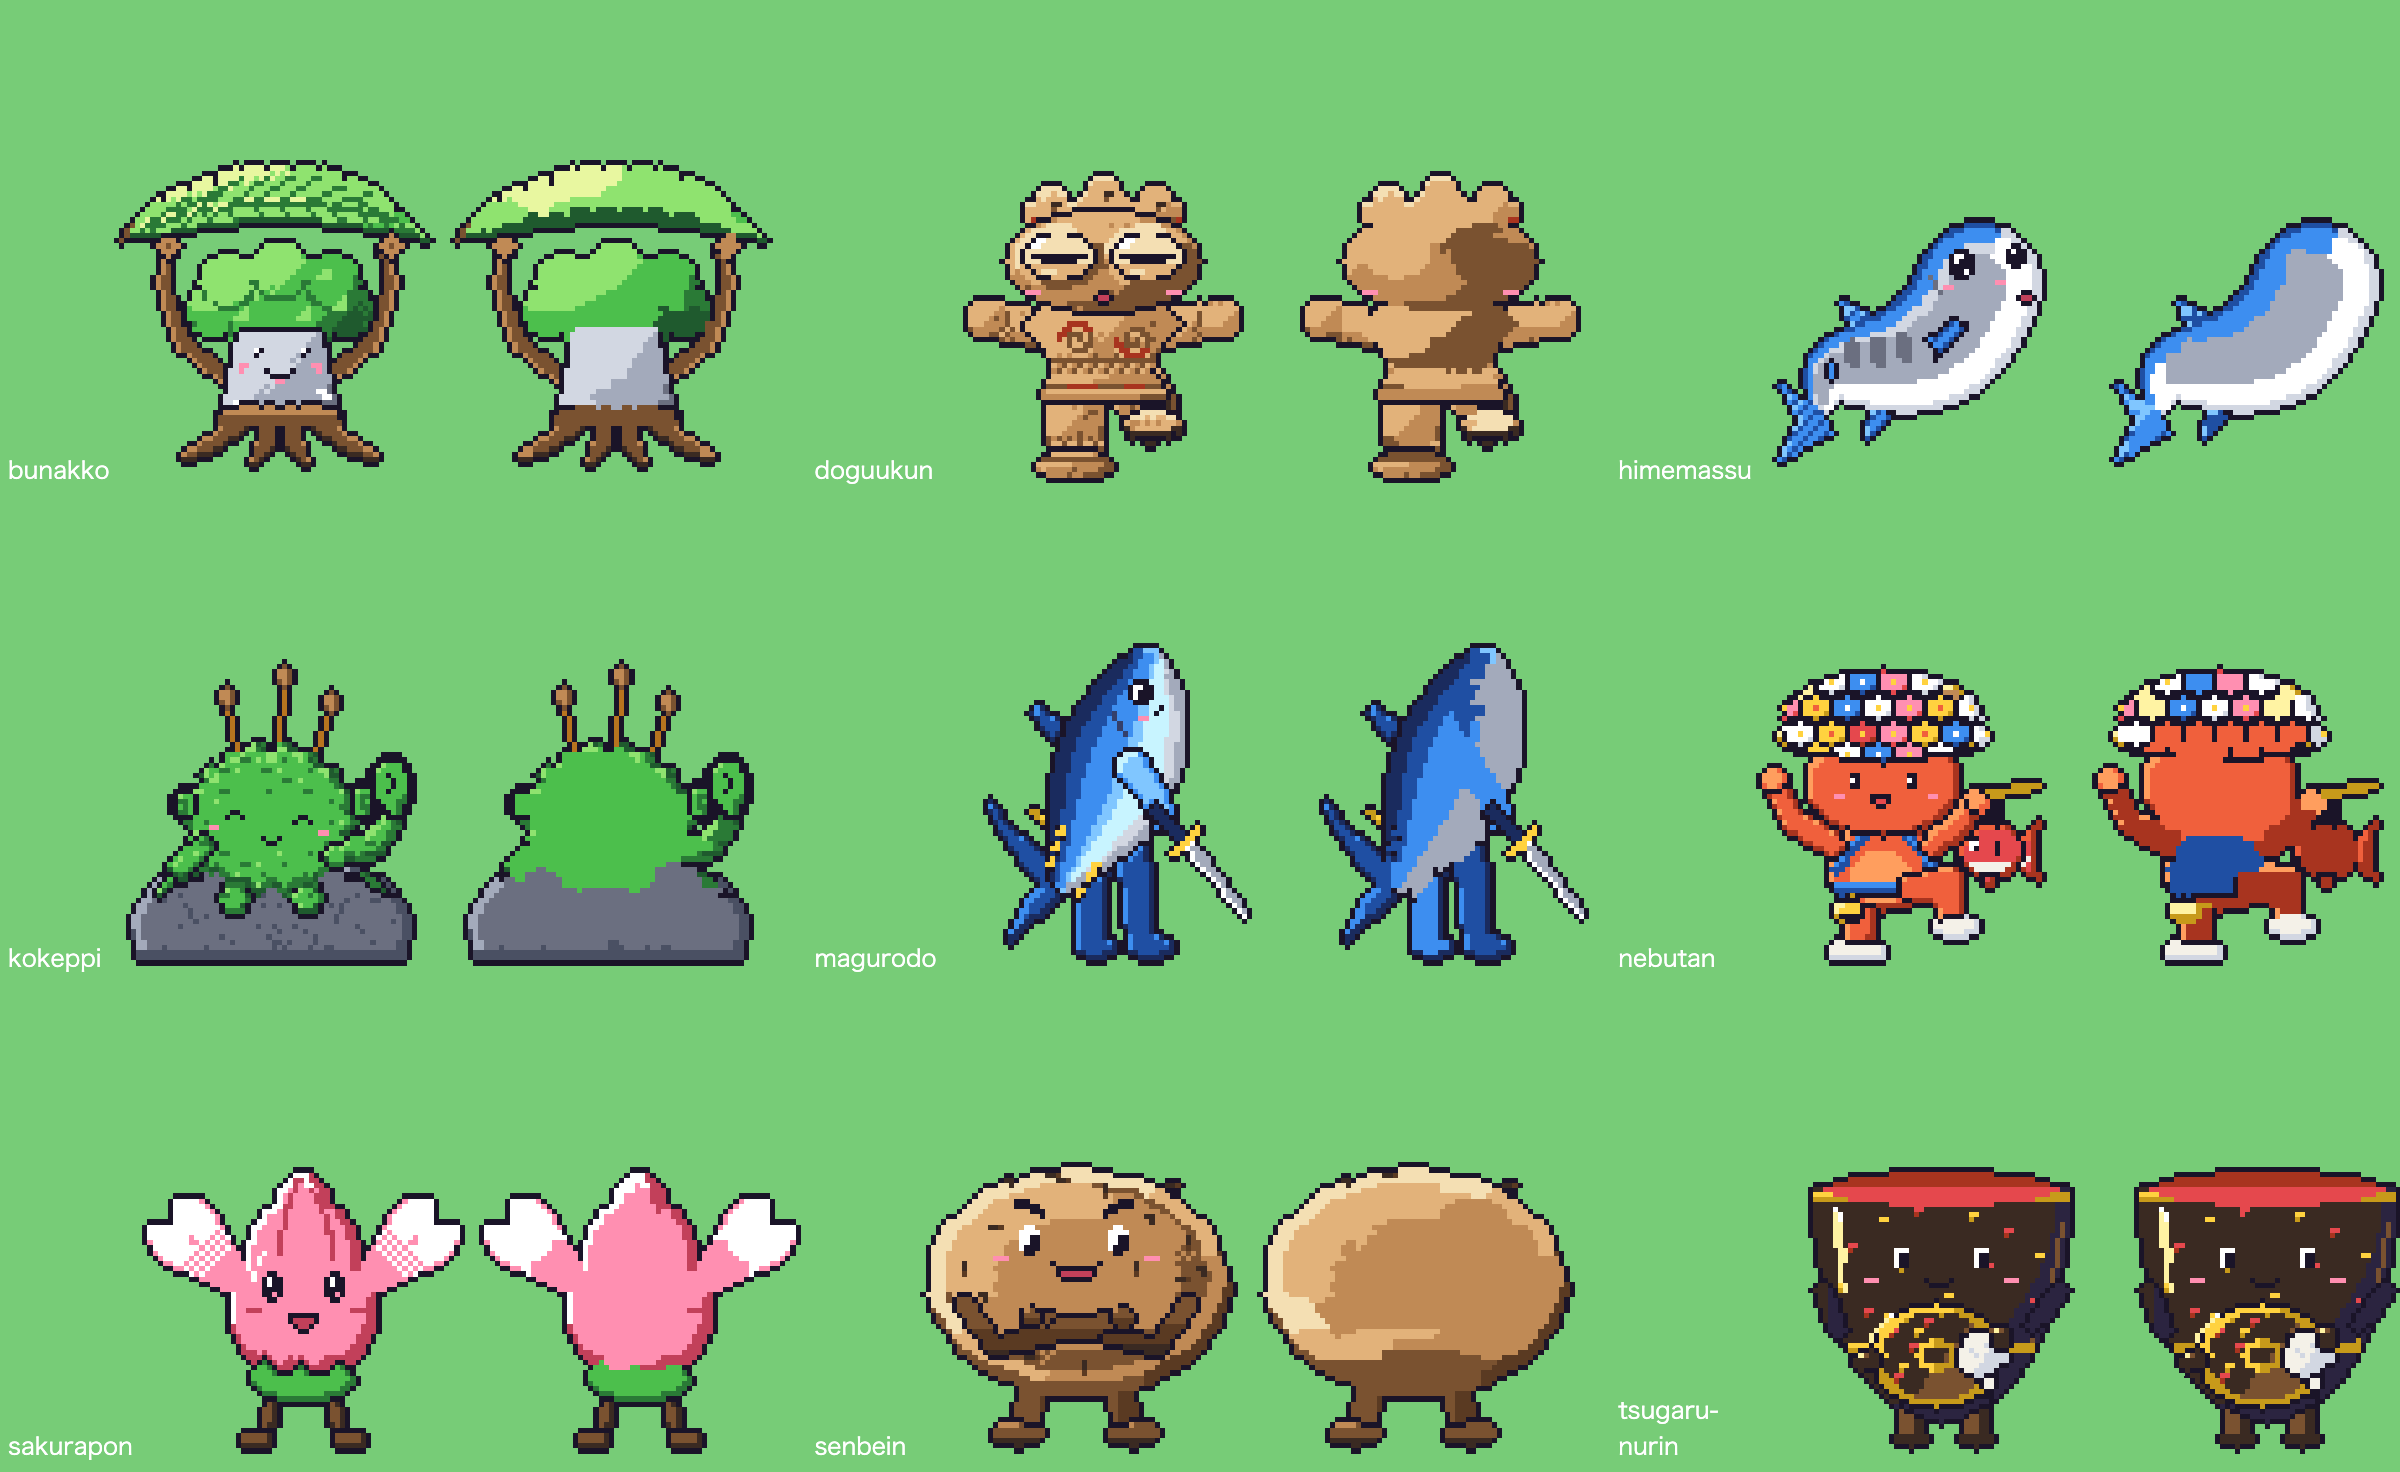 bunakko
doguukun
himemassu
kokeppi
magurodo
nebutan
sakurapon
senbein
tsugaru-
nurin